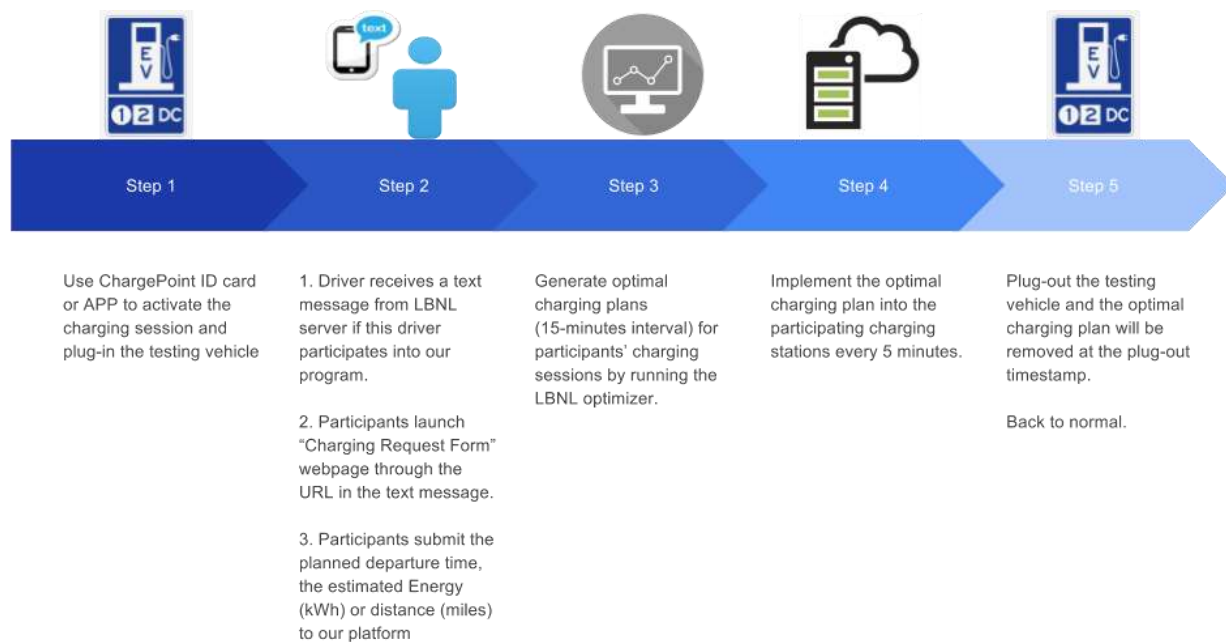 E
V
1 2 DC
text
E
V
1 2 DC
Step 1
Step 2
Step 3
Step 4
Step 5
Use ChargePoint ID card
or APP to activate the
charging session and
plug-in the testing vehicle
1. Driver receives a text
message from LBNL
server if this driver
participates into our
program.
2. Participants launch
“Charging Request Form”
webpage through the
URL in the text message.
3. Participants submit the
planned departure time,
the estimated Energy
(kWh) or distance (miles)
to our platform
Generate optimal
charging plans
(15-minutes interval) for
participants’ charging
sessions by running the
LBNL optimizer.
Implement the optimal
charging plan into the
participating charging
stations every 5 minutes.
Plug-out the testing
vehicle and the optimal
charging plan will be
removed at the plug-out
timestamp.
Back to normal.